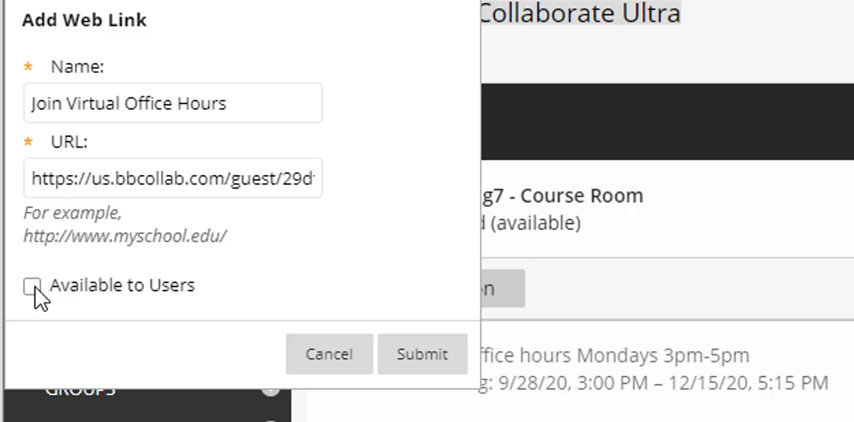 Add Web Link
* Name:
Join Virtual Office Hours
* URL:
https://us.bbcollab.com/guest/29d
For example,
http://www.myschool.edu/
Available to Users
Cancel
Submit
Collaborate Ultra
g7 - Course Room
d (available)
on
ffice hours Mondays 3pm-5pm
g: 9/28/20, 3:00 PM – 12/15/20, 5:15 PM
GROUPS